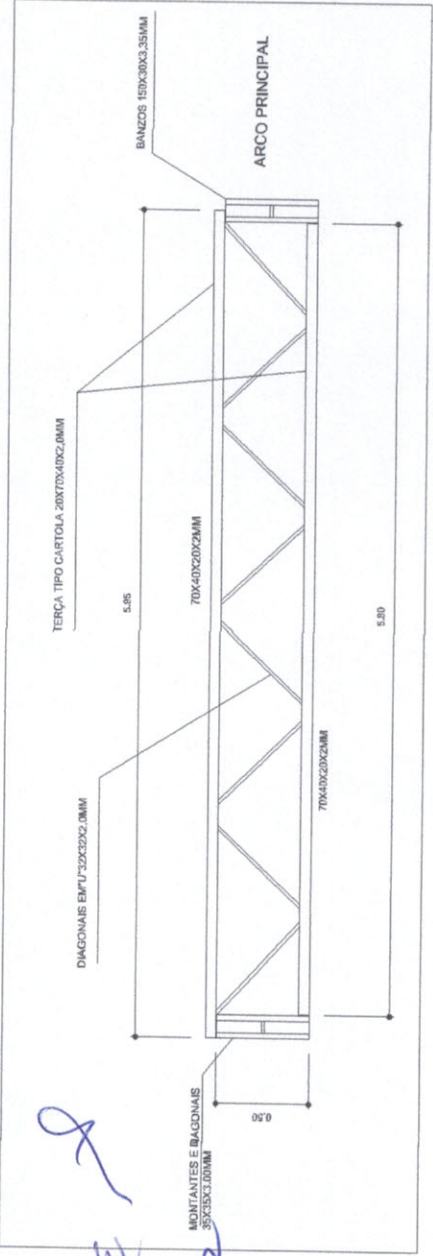 TERÇA TIPO CARTOLA 20X70X40X2,0MM
BANZOS 150X30X3,35MM
DIAGONAIS EM"U"32X32X2,0MM
5.95
70X40X20X2MM
ARCO PRINCIPAL
MONTANTES E DIAGONAIS
35X35X3.00MM
0.50
70X40X20X2MM
5.80